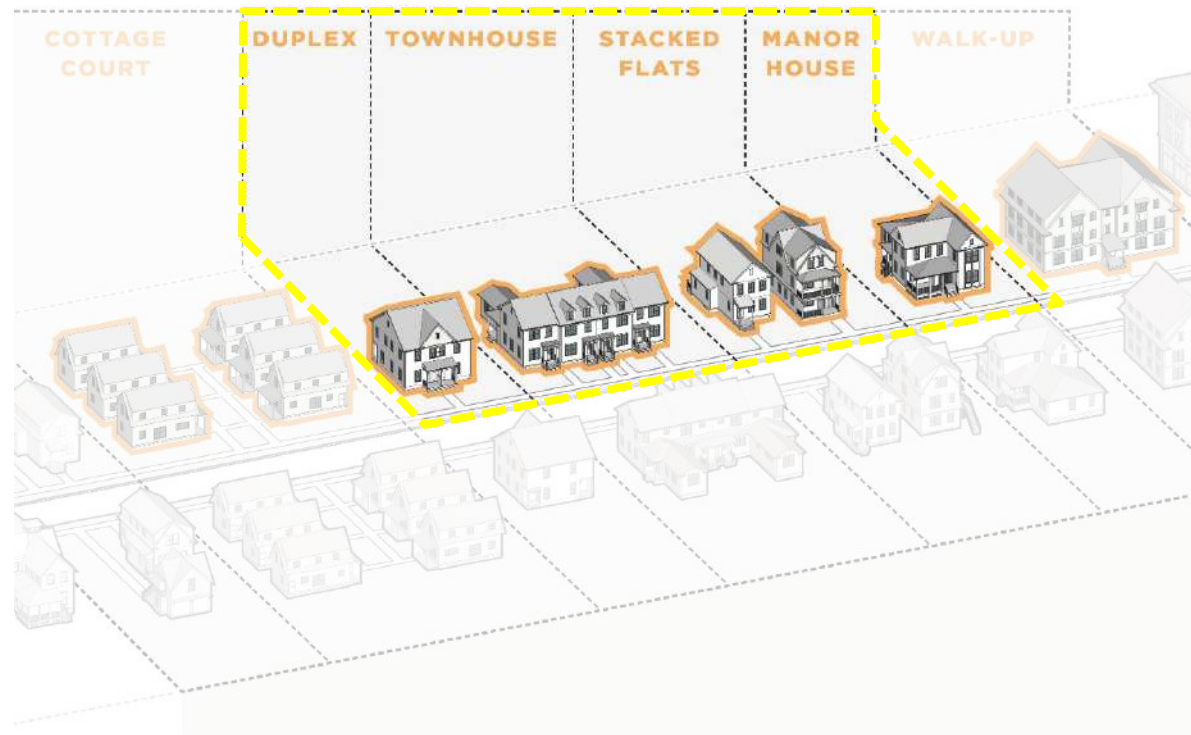 COTTAGE
COURT
DUPLEX
TOWNHOUSE
STACKED
FLATS
MANOR
HOUSE
WALK-UP